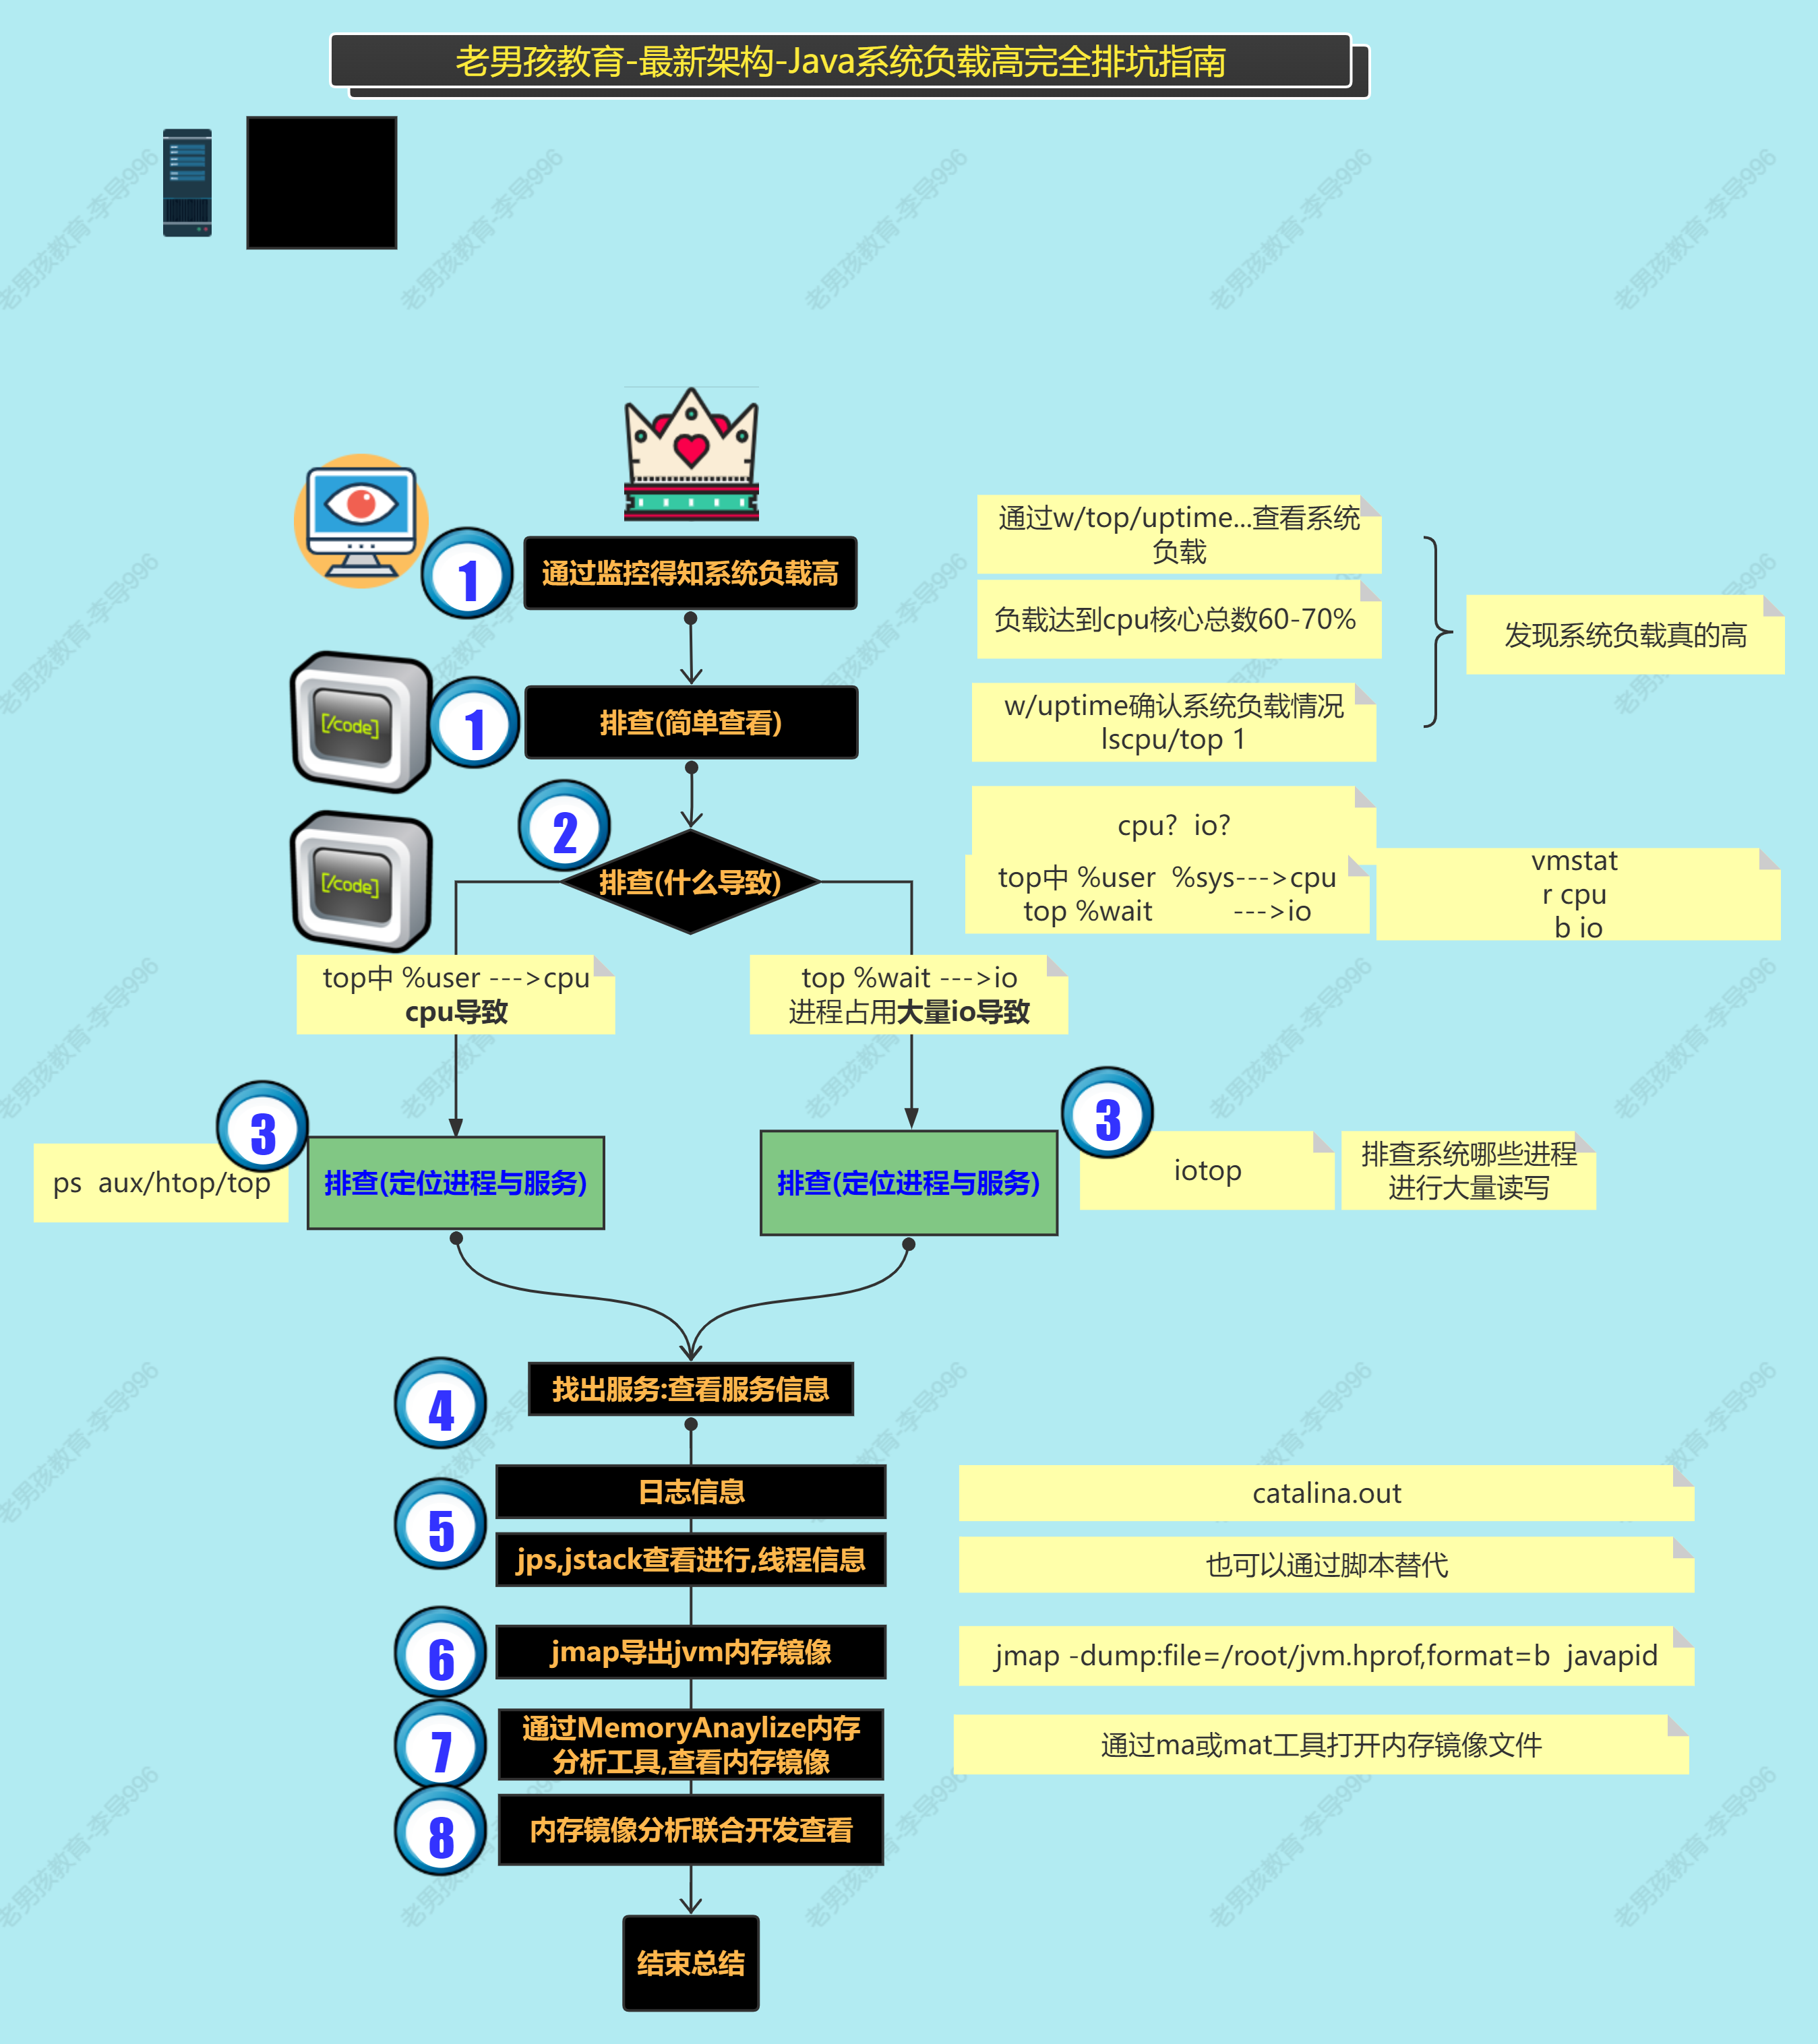 老男孩教育-最新架构-Java系统负载高完全排坑指南
通过w/top/uptime...查看系统
负载
1
通过监控得知系统负载高
负载达到cpu核心总数60-70%
发现系统负载真的高
[/code]
1
排查(简单查看)
w/uptime确认系统负载情况
lscpu/top 1
2
cpu? io?
[/code]
排查(什么导致)
top中 %user %sys--->cpu
top %wait --->io
vmstat
r cpu
b io
top中 %user --->cpu
cpu导致
top %wait --->io
进程占用大量io导致
3
3
ps aux/htop/top
排查(定位进程与服务)
排查(定位进程与服务)
iotop
排查系统哪些进程
进行大量读写
4
找出服务:查看服务信息
5
日志信息
catalina.out
jps,jstack查看进行,线程信息
也可以通过脚本替代
6
jmap导出jvm内存镜像
jmap -dump:file=/root/jvm.hprof,format=b javapid
7
通过MemoryAnaylize内存
分析工具,查看内存镜像
通过ma或mat工具打开内存镜像文件
8
内存镜像分析联合开发查看
结束总结
老男孩教育-李导996